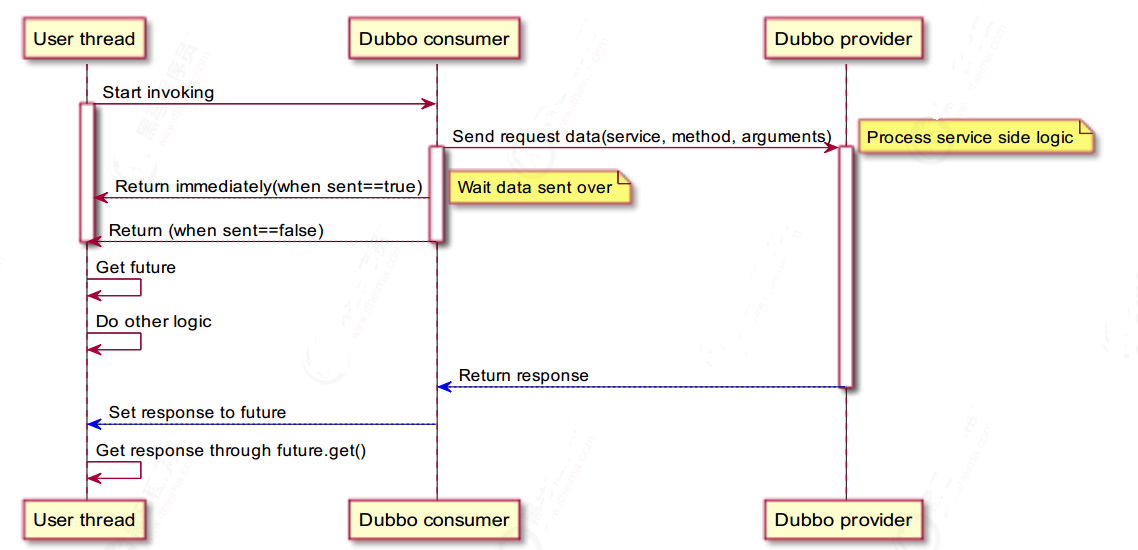 User thread
Dubbo consumer
Dubbo provider
Start invoking
Send request data(service, method, arguments)
Process service side logic
Return immediately(when sent==true)
Wait data sent over
Return (when sent==false)
Get future
Do other logic
Return response
Set response to future
Get response through future.get()
User thread
Dubbo consumer
Dubbo provider